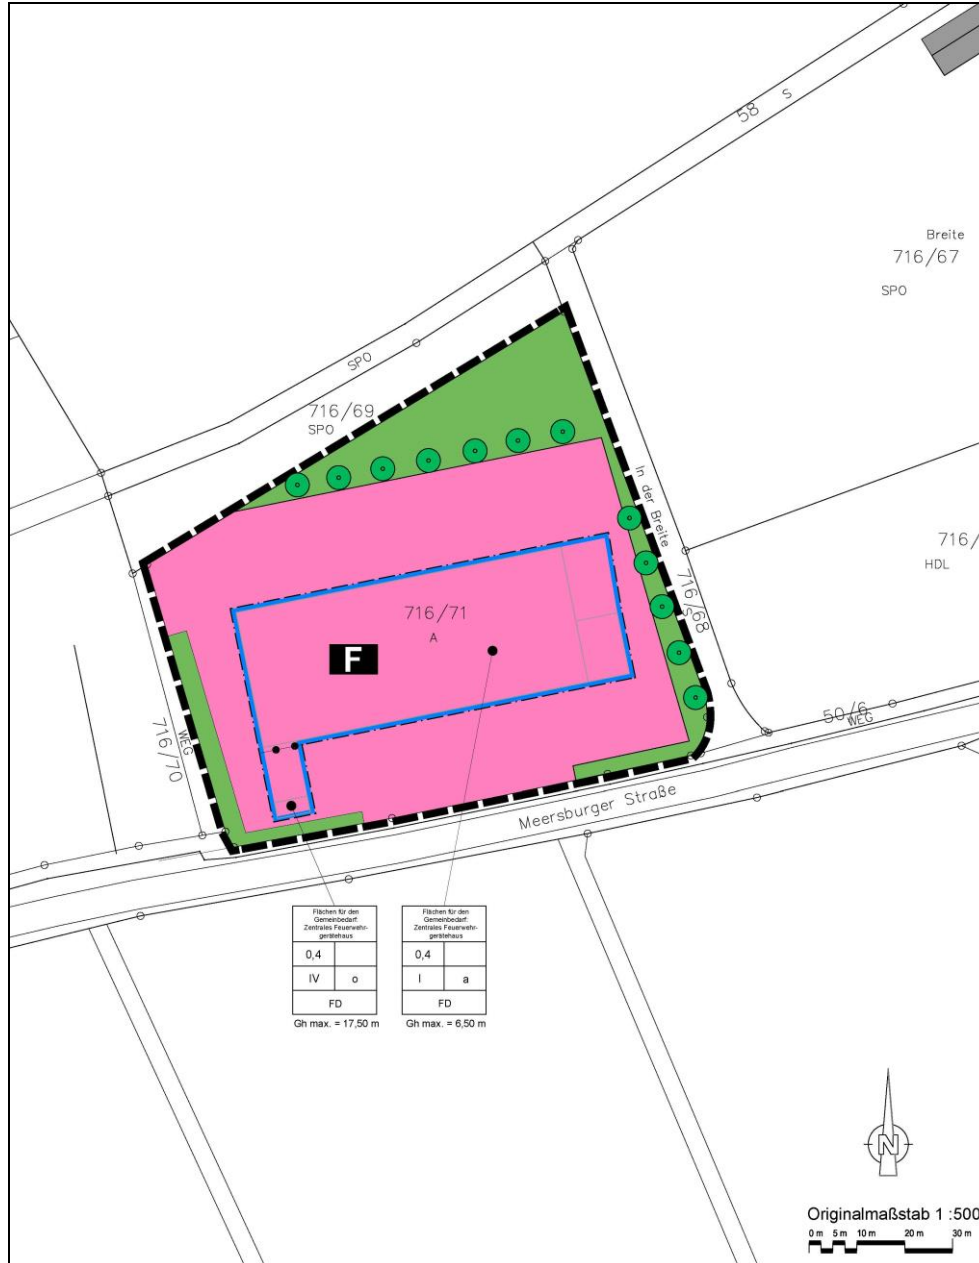 58 S
Breite
716/67
SPO
SPO
716/69
SPO
In der Breite
716/
HDL
716/71
A
F
716/68
S
WEG
716/70
50/6
WEG
Meersburger Straße
Flächen für den
Gemeinbedarf:
Zentrales Feuerwehr-
gerätehaus
0,4
IV o
FD
Gh max. = 17,50 m
Flächen für den
Gemeinbedarf:
Zentrales Feuerwehr-
gerätehaus
0,4
I a
FD
Gh max. = 6,50 m
N
Originalmaßstab 1 :500
0 m 5 m 10 m 20 m 30 m